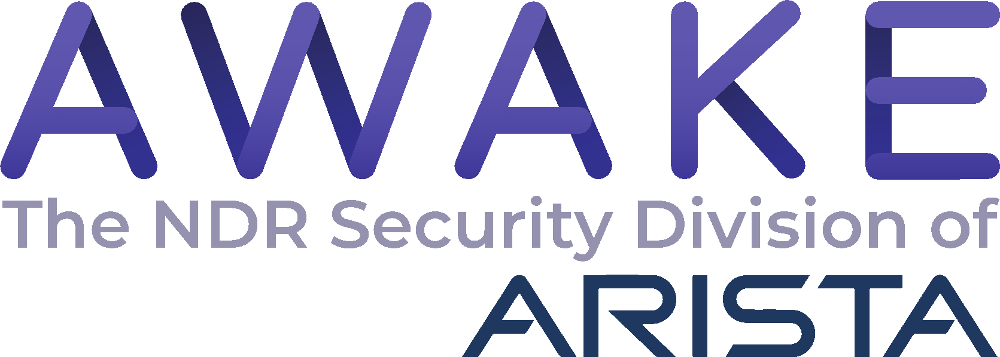 AWAKE
The NDR Security Division of
ARISTA